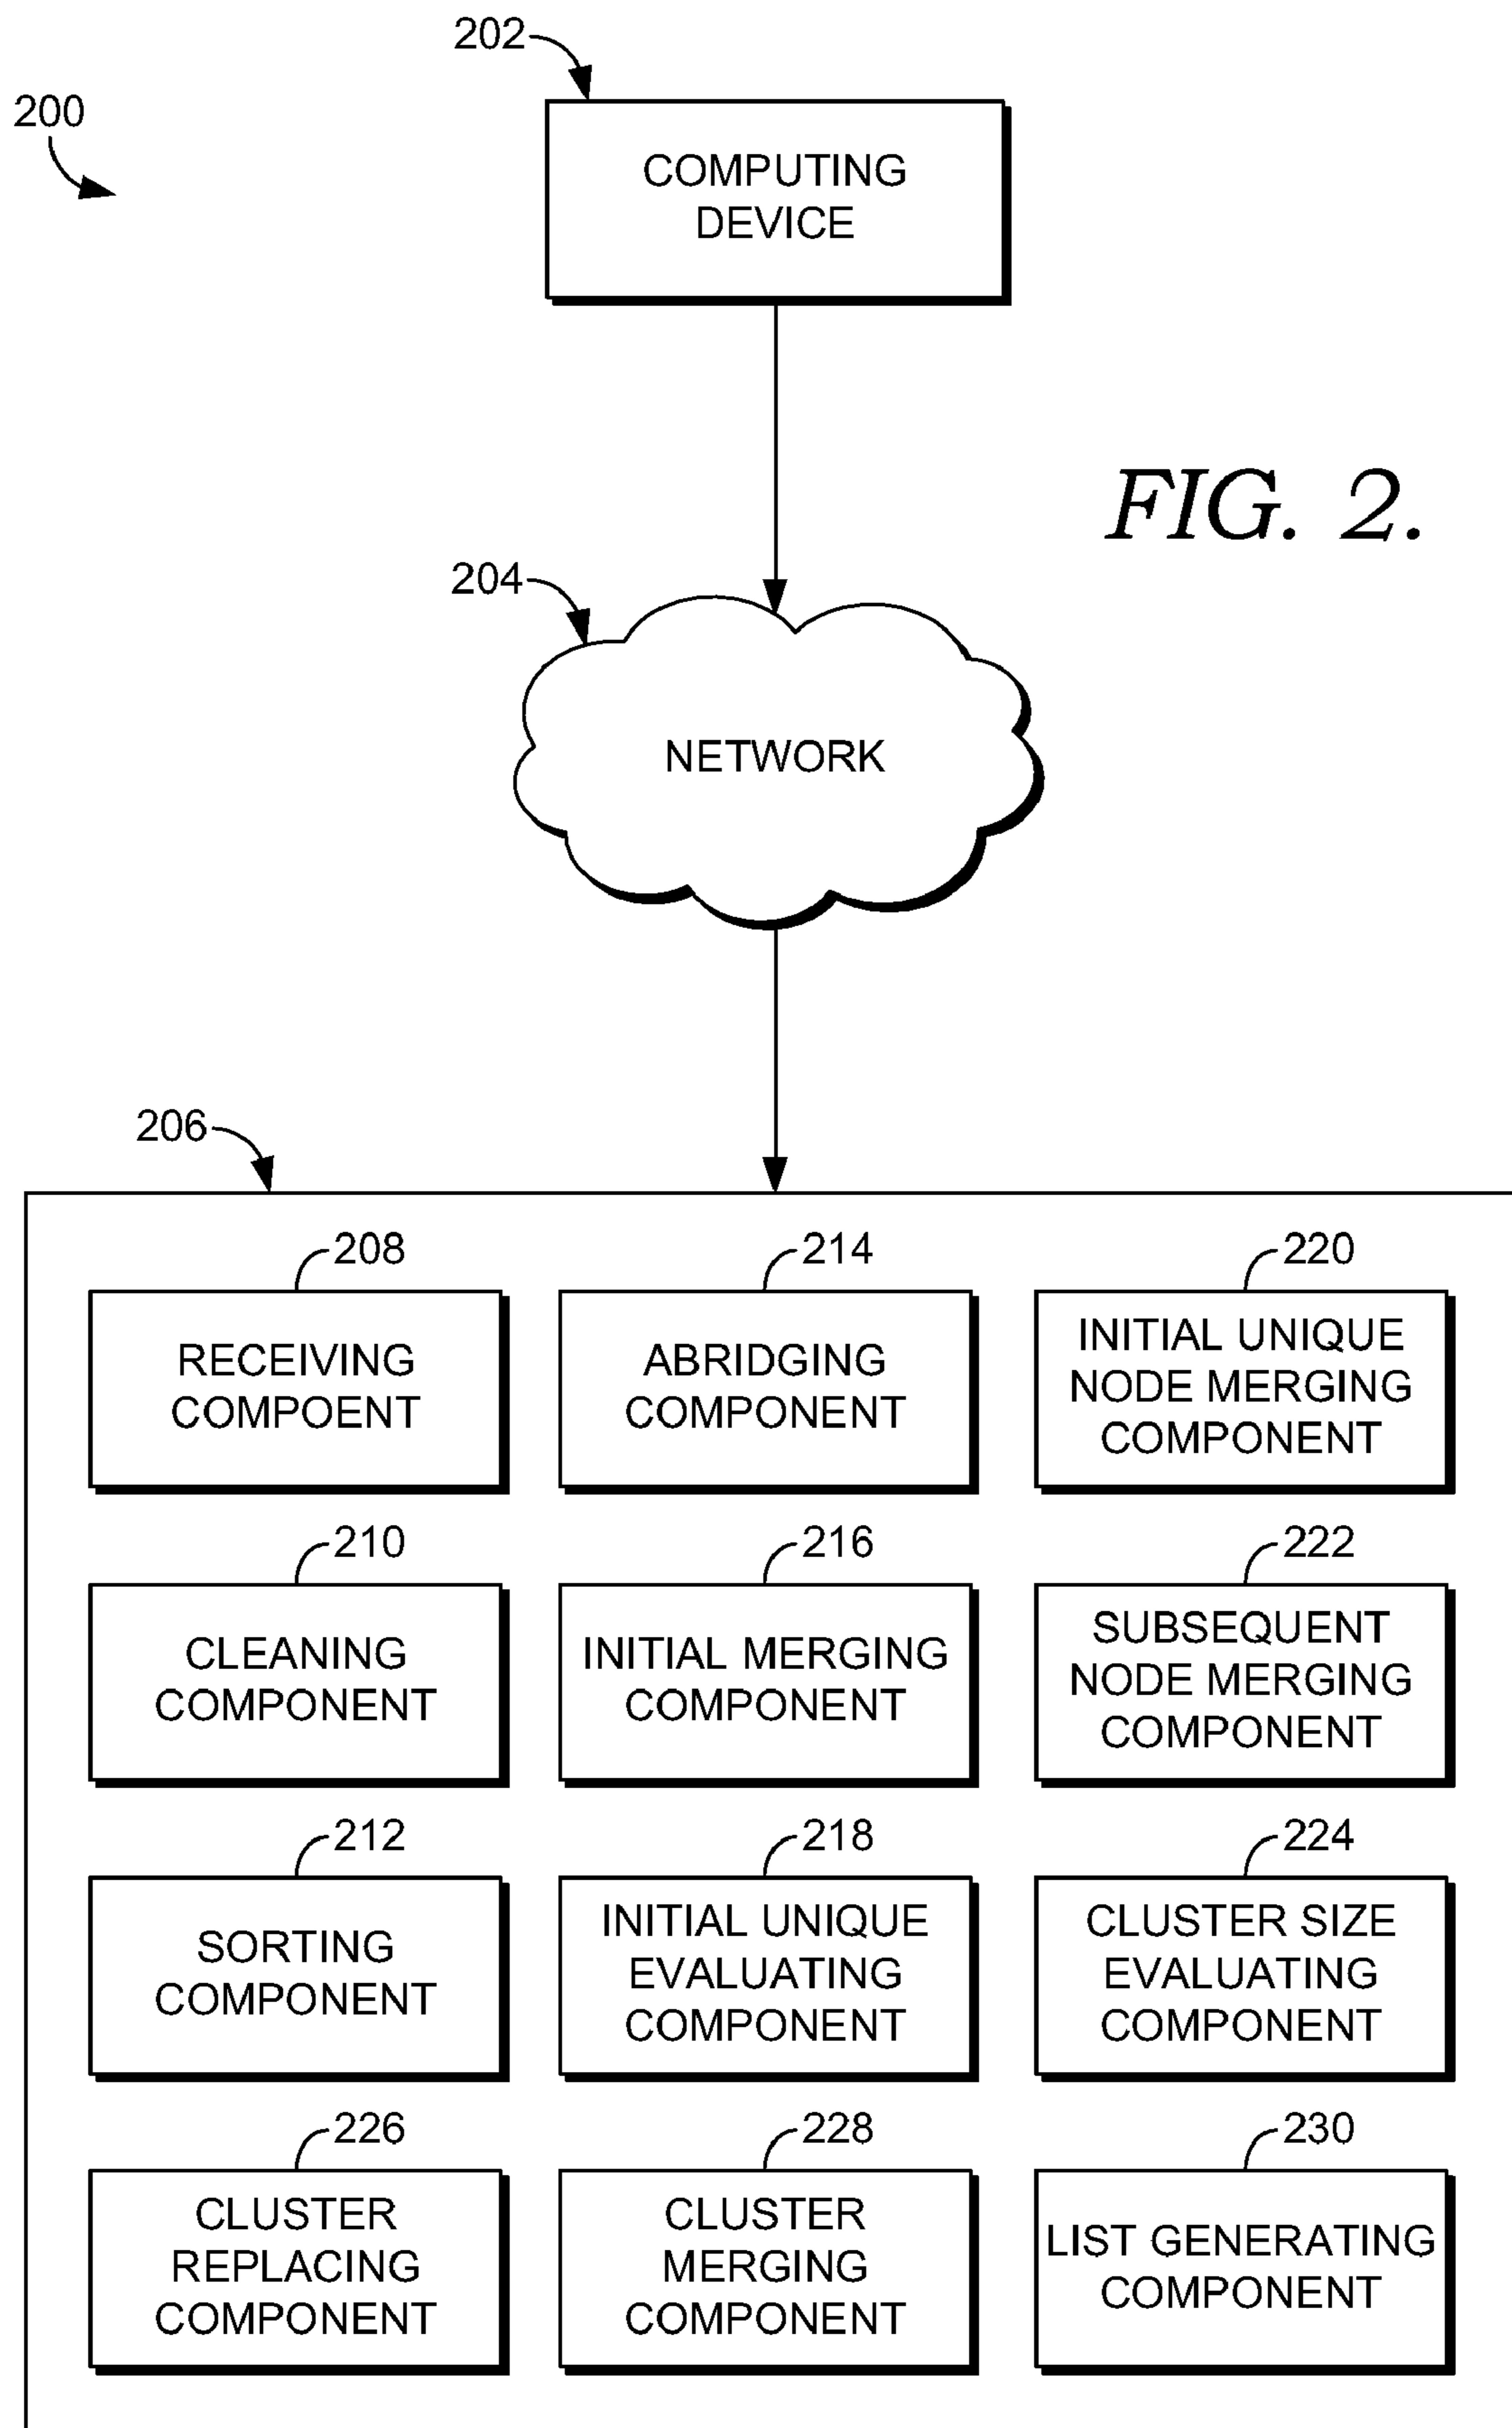 202
200
COMPUTING
DEVICE
FIG. 2.
204
NETWORK
206
208
RECEIVING
COMPOENT
214
ABRIDGING
COMPONENT
220
INITIAL UNIQUE
NODE MERGING
COMPONENT
210
CLEANING
COMPONENT
216
INITIAL MERGING
COMPONENT
222
SUBSEQUENT
NODE MERGING
COMPONENT
212
SORTING
COMPONENT
218
INITIAL UNIQUE
EVALUATING
COMPONENT
224
CLUSTER SIZE
EVALUATING
COMPONENT
226
CLUSTER
REPLACING
COMPONENT
228
CLUSTER
MERGING
COMPONENT
230
LIST GENERATING
COMPONENT